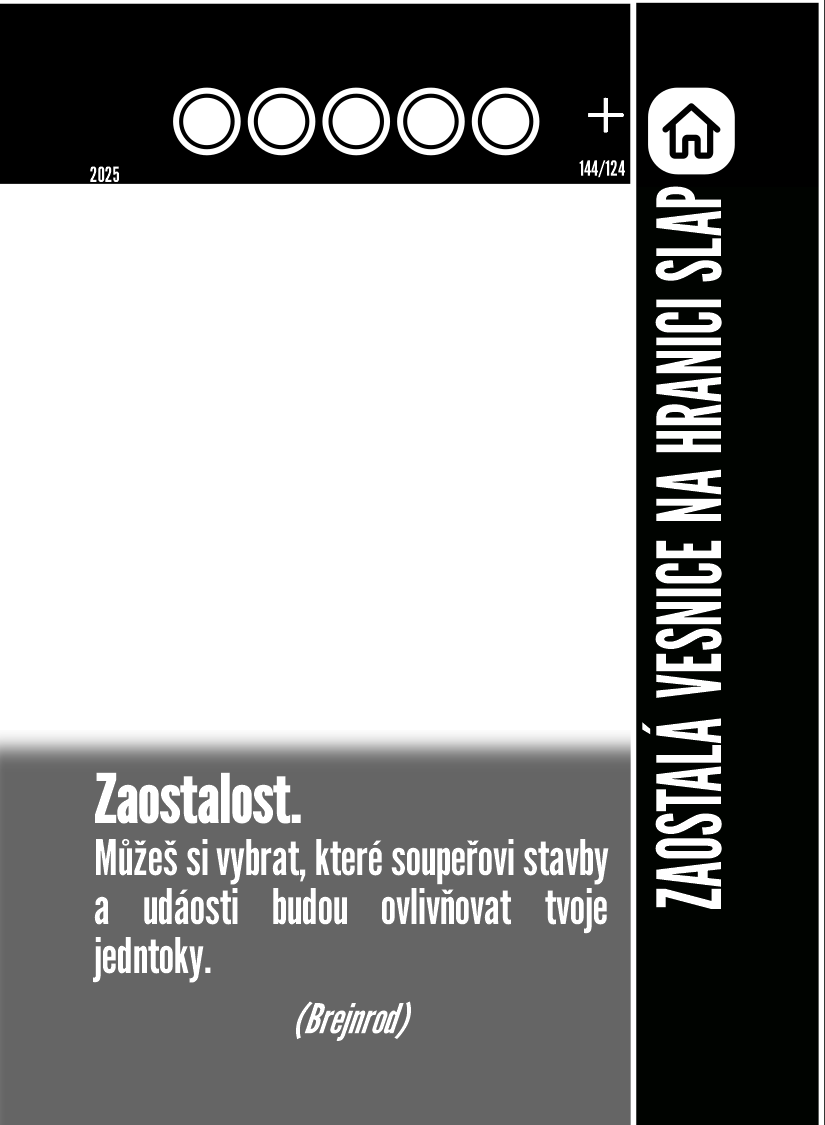 2025
144/124
ZAOSTALÁ VESNICE NA HRANICI SLAP
Zaostalost.
Můžeš si vybrat, které soupeřovi stavby
a udáosti budou ovlivňovat tvoje
jedntoky.
(Brejnrod)